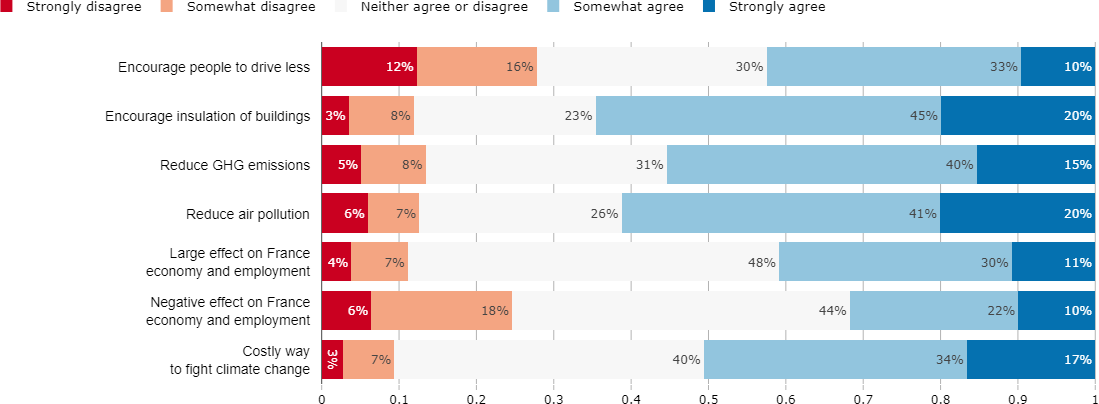 Strongly disagree Somewhat disagree Neither agree or disagree Somewhat agree Strongly agree
Encourage people to drive less 12% 16% 30% 33% 10%
Encourage insulation of buildings 3% 8% 23% 45% 20%
Reduce GHG emissions 5% 8% 31% 40% 15%
Reduce air pollution 6% 7% 26% 41% 20%
Large effect on France
economy and employment 4% 7% 48% 30% 11%
Negative effect on France
economy and employment 6% 18% 44% 22% 10%
Costly way
to fight climate change 3% 7% 40% 34% 17%
0 0.1 0.2 0.3 0.4 0.5 0.6 0.7 0.8 0.9 1